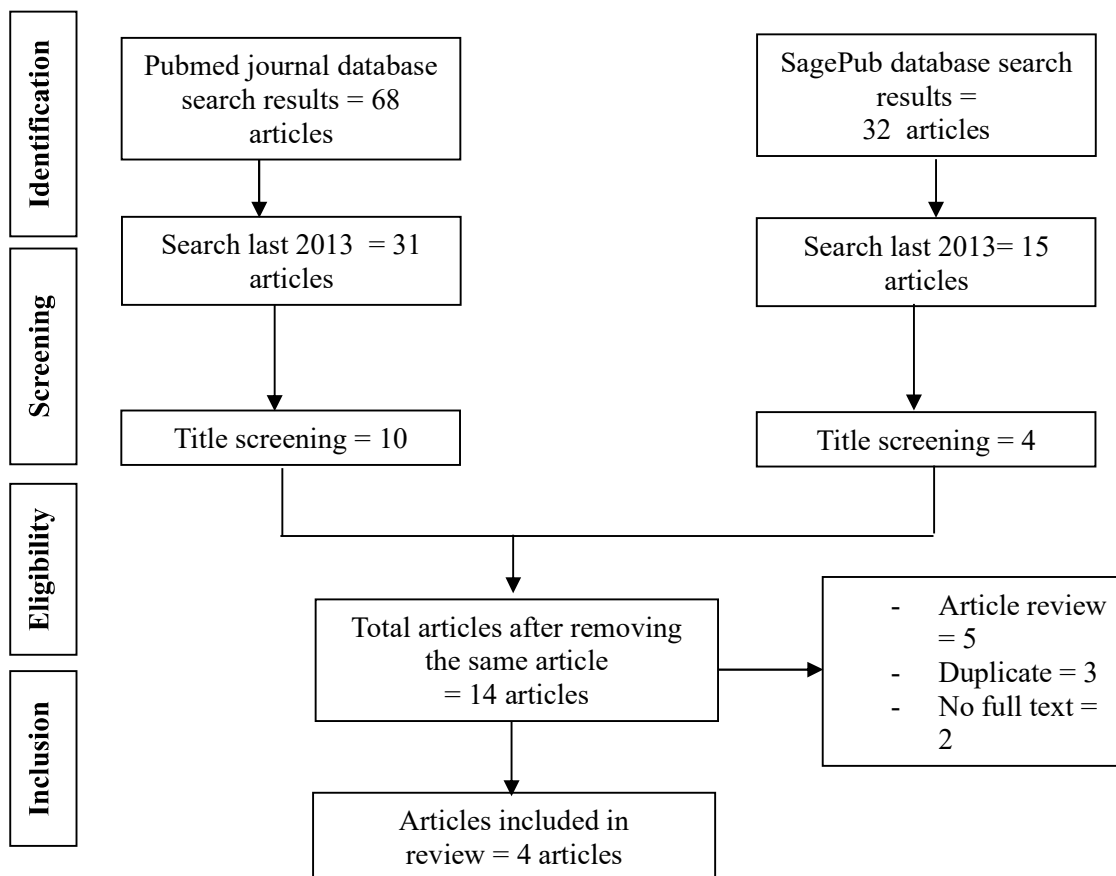 Identification
Pubmed journal database
search results = 68
articles
SagePub database search
results =
32 articles
Search last 2013 = 31
articles
Search last 2013= 15
articles
Screening
Title screening = 10
Title screening = 4
Eligibility
Total articles after removing
the same article
= 14 articles
- Article review
= 5
- Duplicate = 3
- No full text =
2
Inclusion
Articles included in
review = 4 articles